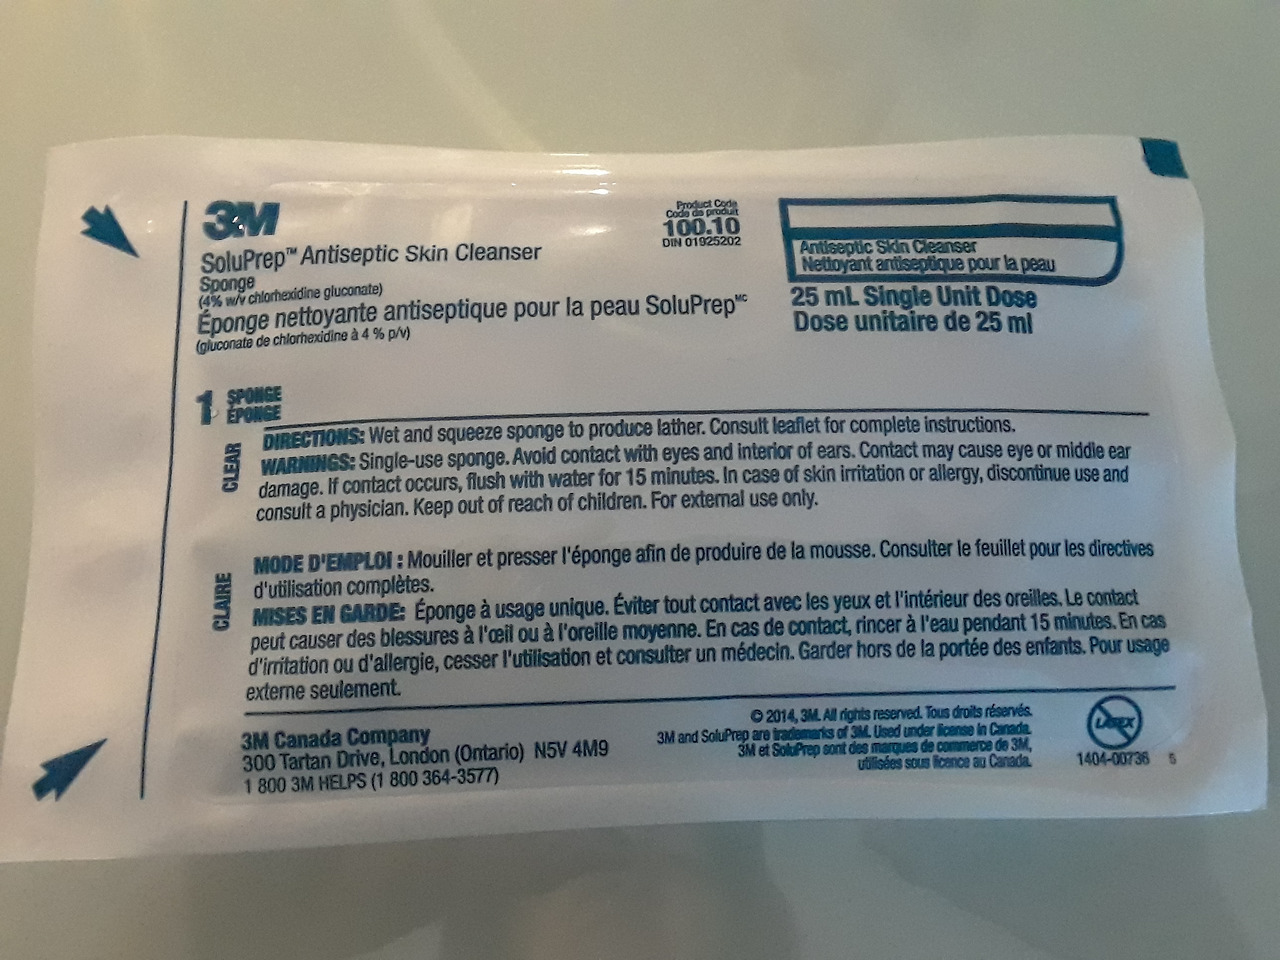 3M
SoluPrep™ Antiseptic Skin Cleanser
Sponge
(4% w/v chlorhexidine gluconate)
Éponge nettoyante antiseptique pour la peau SoluPrep MC
(gluconate de chlorhexidine à 4 % p/v)
Product Code
Code de produit
100.10
DIN 01925202
Antiseptic Skin Cleanser
Nettoyant antiseptique pour la peau
25 mL Single Unit Dose
Dose unitaire de 25 ml
1 SPONGE
ÉPONGE
CLEAR
DIRECTIONS: Wet and squeeze sponge to produce lather. Consult leaflet for complete instructions.
WARNINGS: Single-use sponge. Avoid contact with eyes and interior of ears. Contact may cause eye or middle ear
damage. If contact occurs, flush with water for 15 minutes. In case of skin irritation or allergy, discontinue use and
consult a physician. Keep out of reach of children. For external use only.
CLAIRE
MODE D'EMPLOI : Mouiller et presser l'éponge afin de produire de la mousse. Consulter le feuillet pour les directives
d'utilisation complètes.
MISES EN GARDE: Éponge à usage unique. Éviter tout contact avec les yeux et l'intérieur des oreilles. Le contact
peut causer des blessures à l'œil ou à l'oreille moyenne. En cas de contact, rincer à l'eau pendant 15 minutes. En cas
d'irritation ou d'allergie, cesser l'utilisation et consulter un médecin. Garder hors de la portée des enfants. Pour usage
externe seulement.
3M Canada Company
300 Tartan Drive, London (Ontario) N5V 4M9
1 800 3M HELPS (1 800 364-3577)
© 2014, 3M. All rights reserved. Tous droits réservés.
3M and SoluPrep are trademarks of 3M. Used under license in Canada.
3M et SoluPrep sont des marques de commerce de 3M,
utilisées sous licence au Canada.
LATEX
1404-00736 5